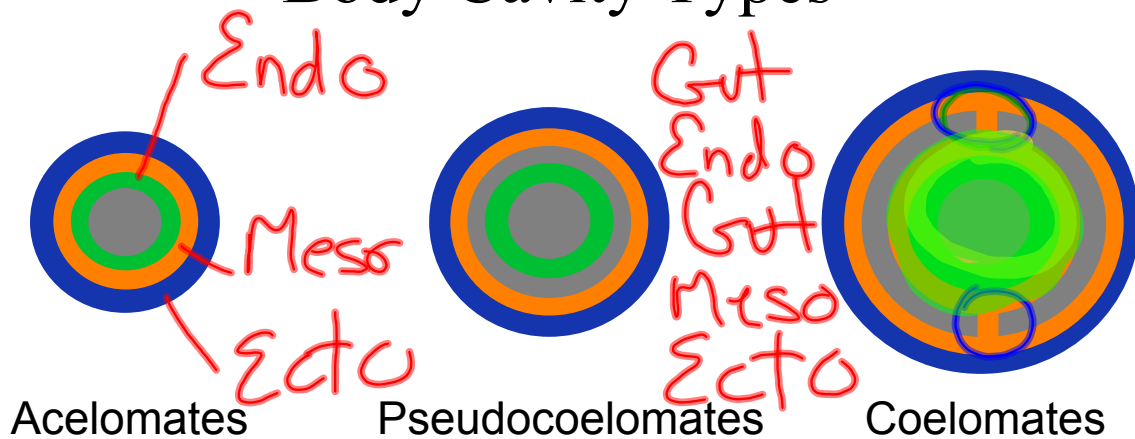 Body Cavity Types
Endo
Meso
Ecto
Gut
Endo
Gut
Meso
Ecto
Acelomates
Pseudocoelomates
Coelomates